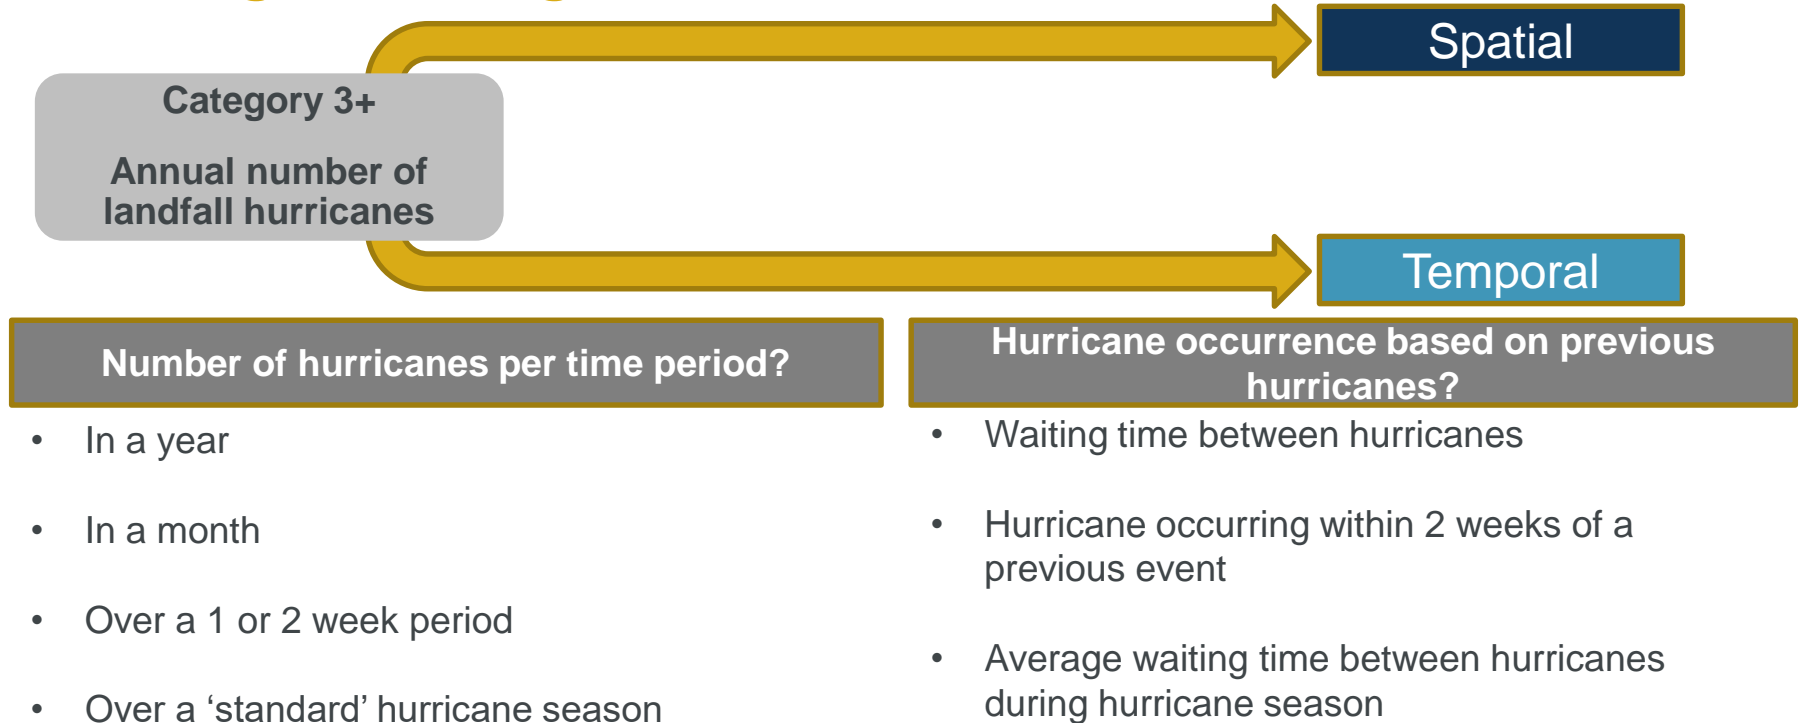 Spatial
Category 3+
Annual number of
landfall hurricanes
Temporal
Number of hurricanes per time period?
• In a year
• In a month
• Over a 1 or 2 week period
• Over a ‘standard’ hurricane season
Hurricane occurrence based on previous
hurricanes?
• Waiting time between hurricanes
• Hurricane occurring within 2 weeks of a
previous event
• Average waiting time between hurricanes
during hurricane season